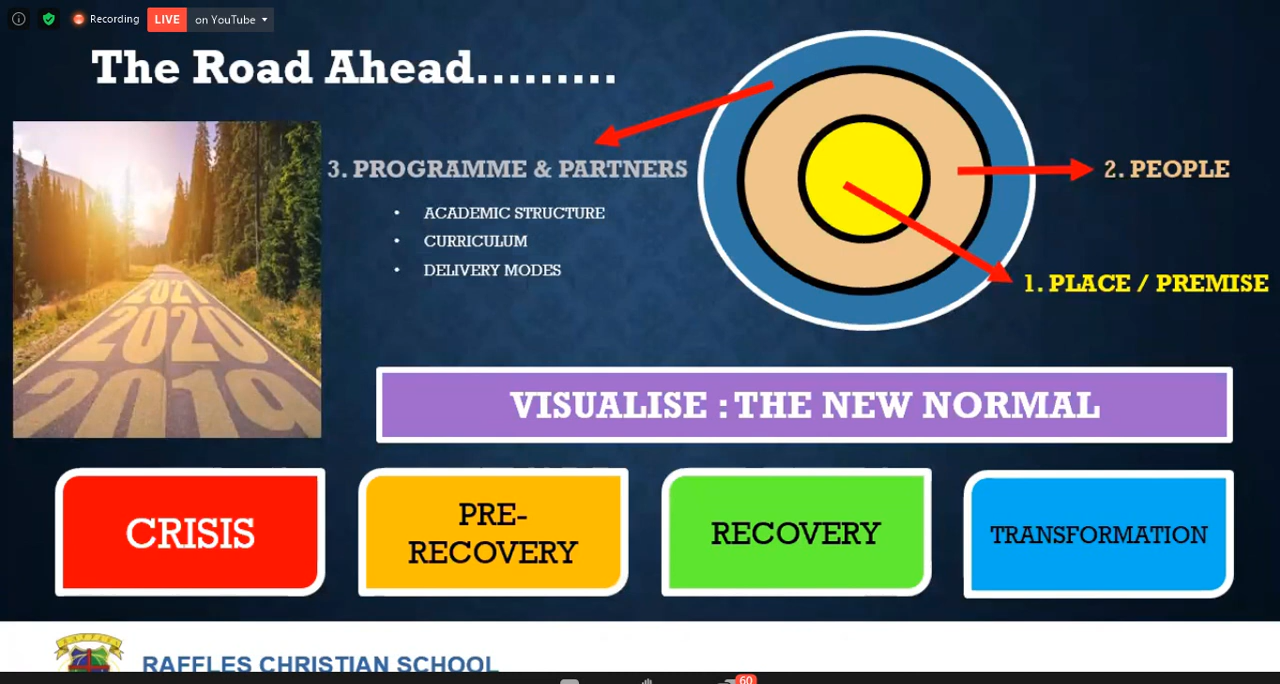 Recording LIVE on YouTube
The Road Ahead.........
3. PROGRAMME & PARTNERS
• ACADEMIC STRUCTURE
• CURRICULUM
• DELIVERY MODES
2. PEOPLE
1. PLACE / PREMISE
2021
2020
2019
VISUALISE : THE NEW NORMAL
CRISIS
PRE-
RECOVERY
RECOVERY
TRANSFORMATION
RAFFLES CHRISTIAN SCHOOL
60